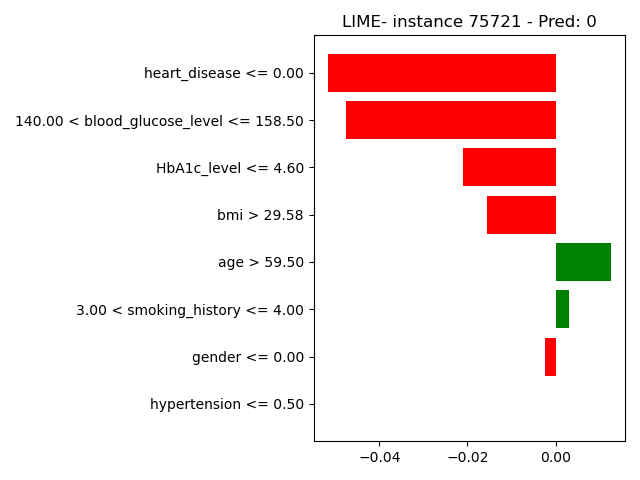 LIME- instance 75721 - Pred: 0
heart_disease <= 0.00
140.00 < blood_glucose_level <= 158.50
HbA1c_level <= 4.60
bmi > 29.58
age > 59.50
3.00 < smoking_history <= 4.00
gender <= 0.00
hypertension <= 0.50
−0.04 −0.02 0.00